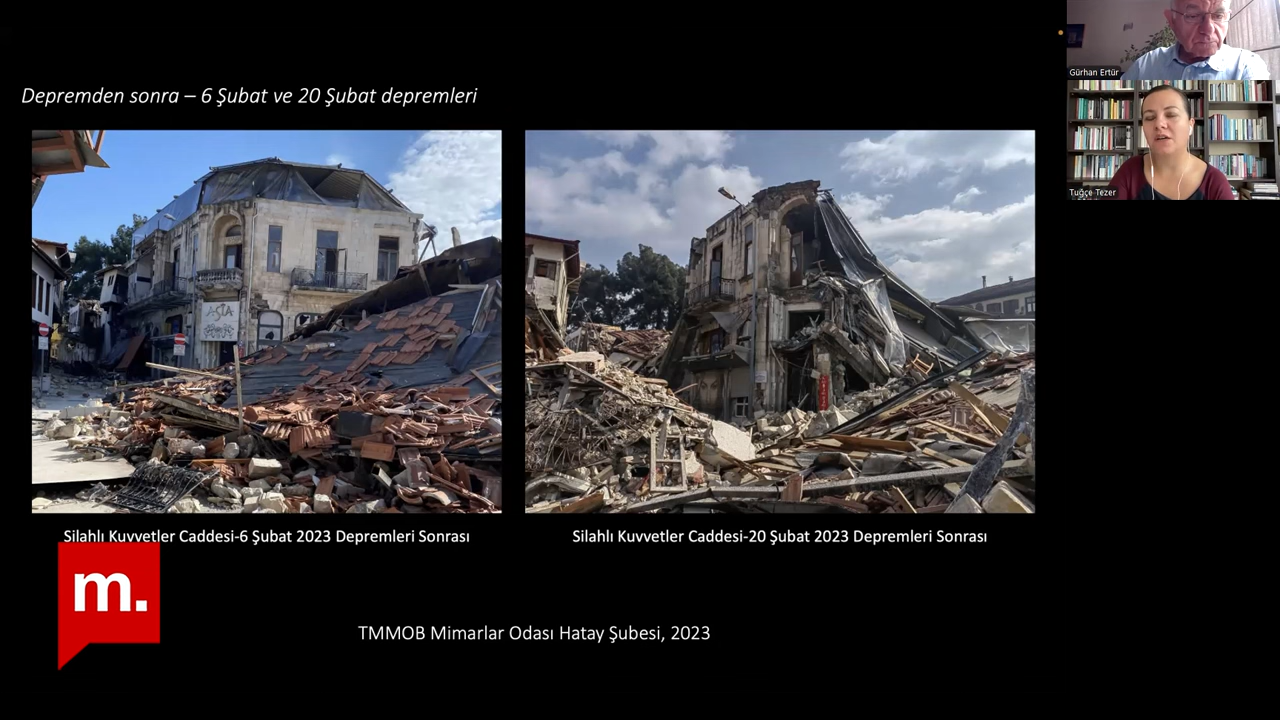 Depremden sonra – 6 Şubat ve 20 Şubat depremleri
Gürhan Ertür
Tuğçe Tezer
ASTA
Silahlı Kuvvetler Caddesi-6 Şubat 2023 Depremleri Sonrası
Silahlı Kuvvetler Caddesi-20 Şubat 2023 Depremleri Sonrası
m.
TMMOB Mimarlar Odası Hatay Şubesi, 2023